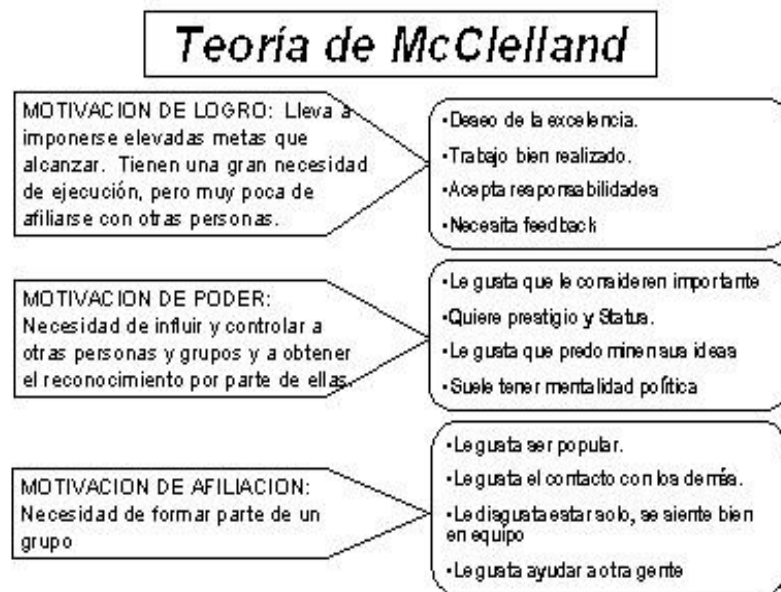 Teoría de McClelland
MOTIVACION DE LOGRO: Lleva a
imponerse elevadas metas que
alcanzar. Tienen una gran necesidad
de ejecución, pero muy poca de
afiliarse con otras personas.
•Deseo de la excelencia.
•Trabajo bien realizado.
•Acepta responsabilidades
•Necesita feedback
MOTIVACION DE PODER:
Necesidad de influir y controlar a
otras personas y grupos y a obtener
el reconocimiento por parte de ellas.
•Le gusta que le consideren importante
•Quiere prestigio y Status.
•Le gusta que predo minen sus ideas
•Suele tener mentalidad política
MOTIVACION DE AFILIACION:
Necesidad de formar parte de un
grupo
•Le gusta ser popular.
•Le gusta el contacto con los demás.
•Le disgusta estar solo, se siente bien
en equipo
•Le gusta ayudar a otra gente